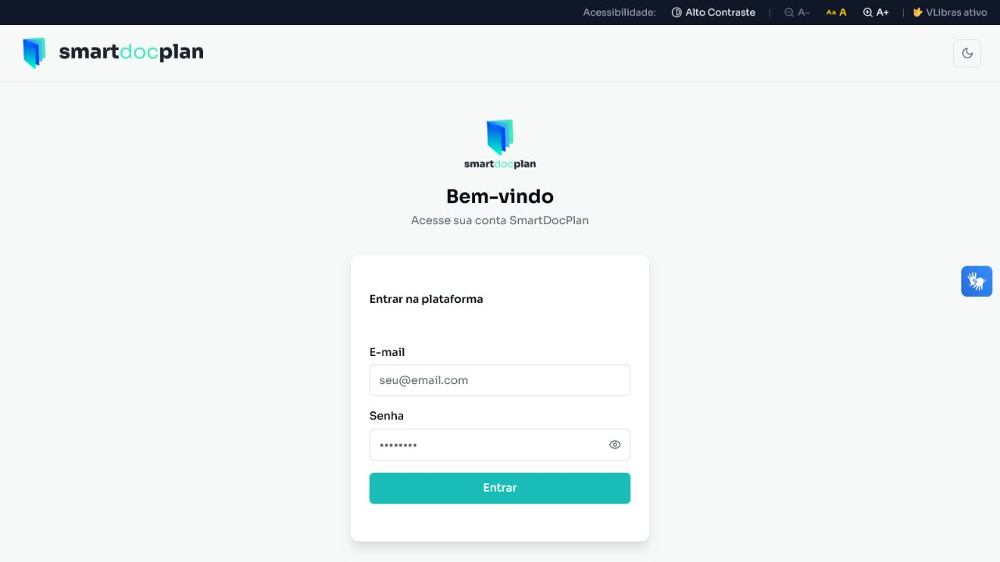 Acessibilidade: Alto Contraste | A- Aa A A+ | VLibras ativo
smartdocplan
smartdocplan
Bem-vindo
Acesse sua conta SmartDocPlan
Entrar na plataforma
E-mail
seu@email.com
Senha
••••••••
Entrar